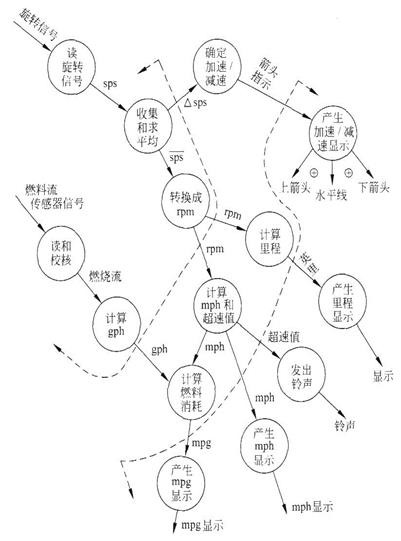 旋转信号
读
旋转
信号
sps
收集
和求
平均
△sps
确定
加速/
减速
箭头
指示
产生
加速/减
速显示
上箭头
水平线
下箭头
sps
转换成
rpm
rpm
计算
里程
英里
产生
里程
显示
显示
燃料流
传感器信号
读和
校核
燃烧流
计算
gph
gph
rpm
计算
mph 和
超速值
超速值
发出
铃声
铃声
mph
计算
燃料
消耗
mpg
产生
mpg
显示
mpg显示
mph
产生
mph
显示
mph显示